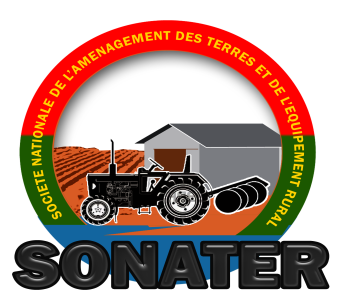 SOCIETE NATIONALE DE L'AMENAGEMENT DES TERRES ET DE L'EQUIPEMENT RURAL
SONATER